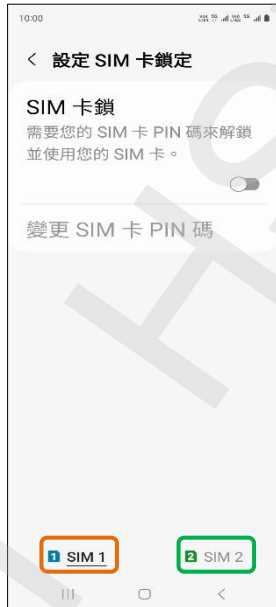 10:00
設定 SIM 卡鎖定
SIM 卡鎖
需要您的 SIM 卡 PIN 碼來解鎖
並使用您的 SIM 卡。
變更 SIM 卡 PIN 碼
1 SIM 1
2 SIM 2